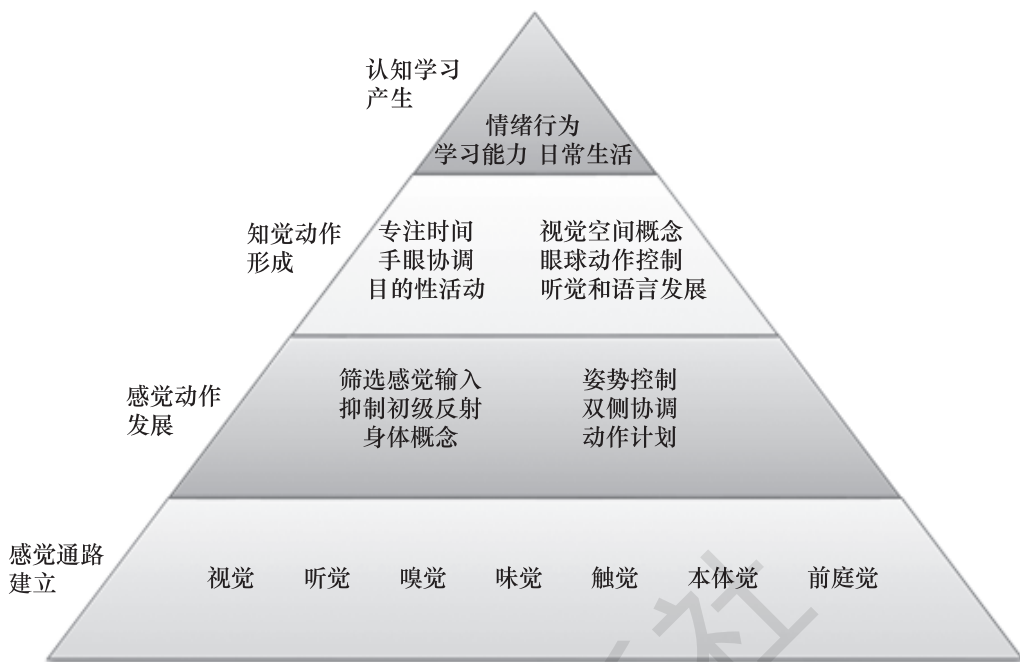 认知学习
产生
情绪行为
学习能力 日常生活
知觉动作
形成
专注时间
手眼协调
目的性活动
视觉空间概念
眼球动作控制
听觉和语言发展
感觉动作
发展
筛选感觉输入
抑制初级反射
身体概念
姿势控制
双侧协调
动作计划
感觉通路
建立
视觉 听觉 嗅觉 味觉 触觉 本体觉 前庭觉
社